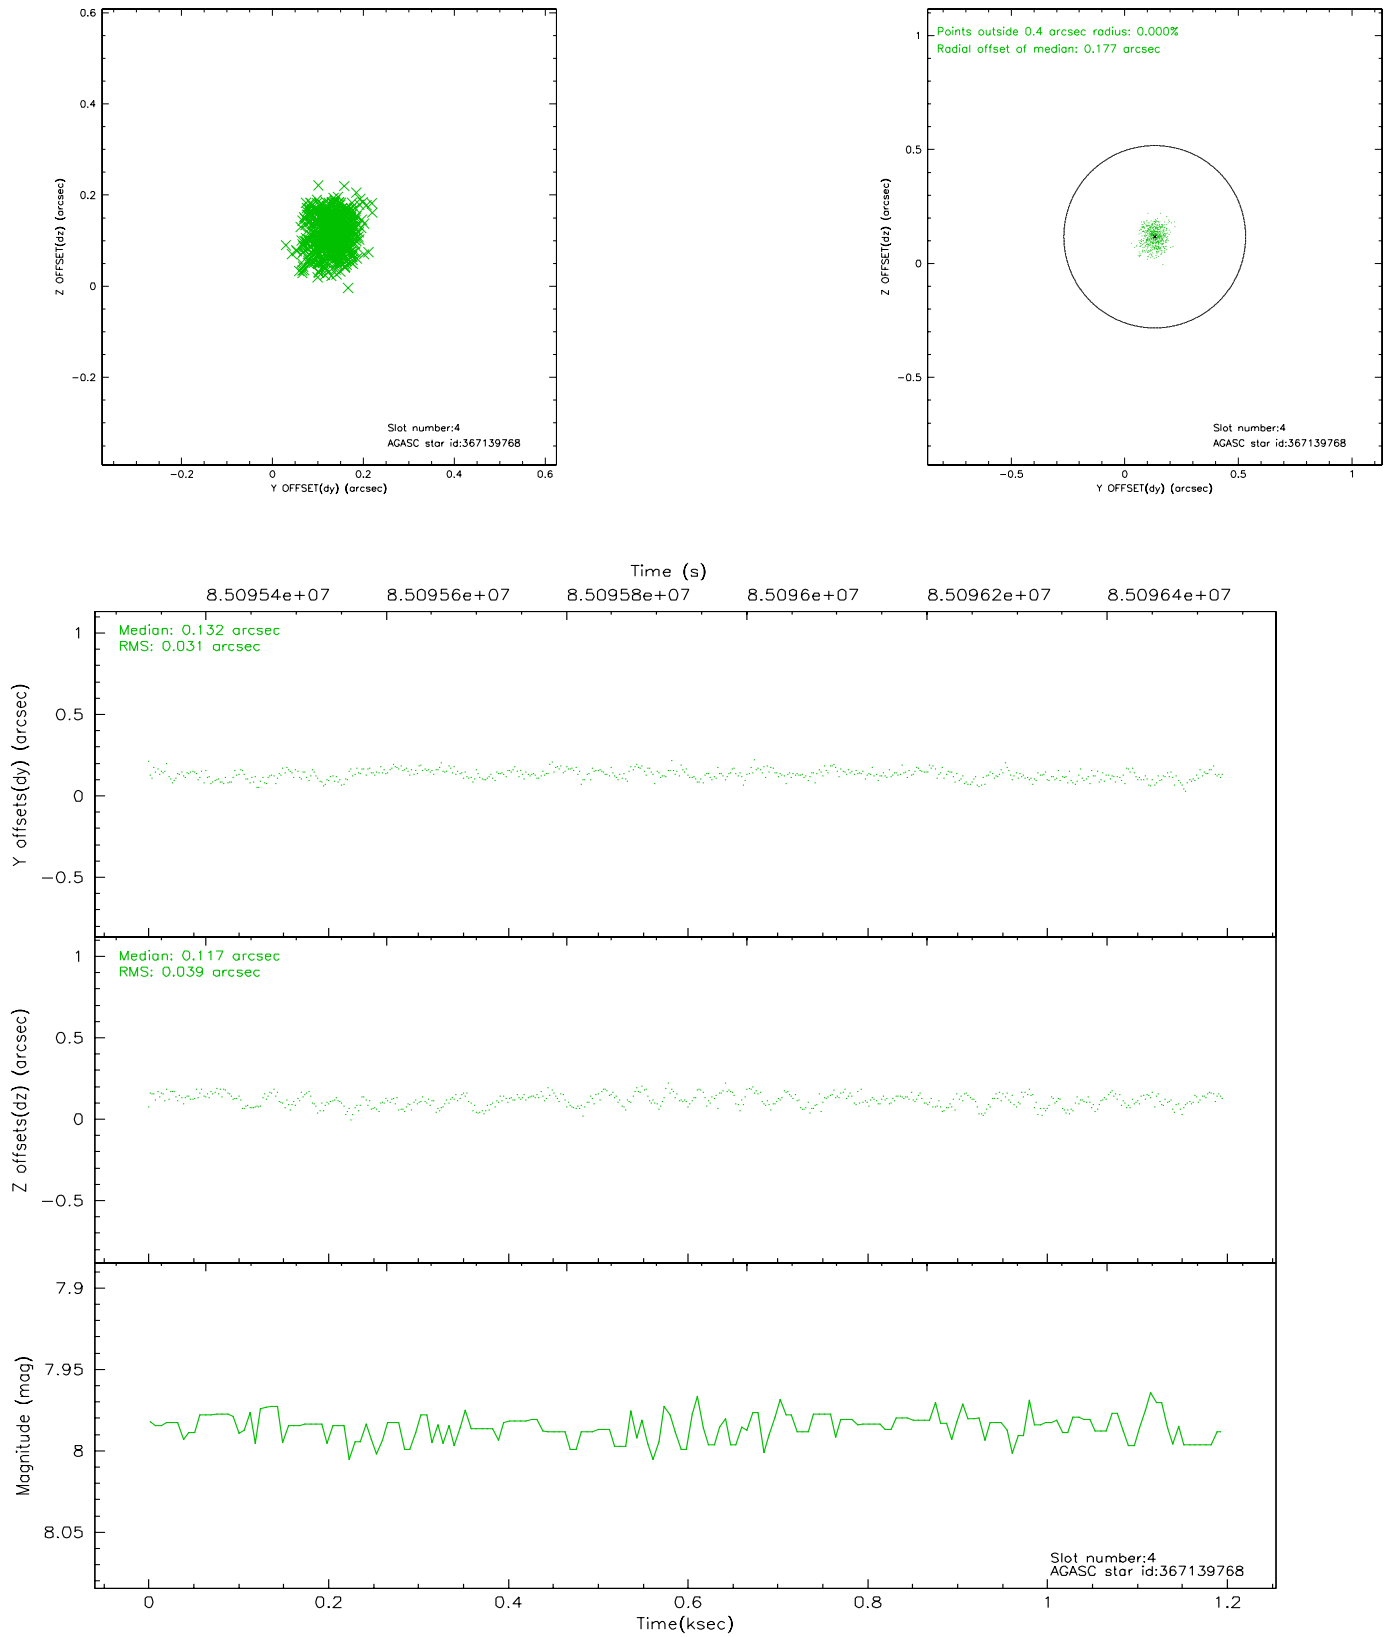 0.6
0.4
0.2
0
−0.2
Z OFFSET(dz) (arcsec)
Slot number:4
AGASC star id:367139768
−0.2 0 0.2 0.4 0.6
Y OFFSET(dy) (arcsec)
Points outside 0.4 arcsec radius: 0.000%
Radial offset of median: 0.177 arcsec
1
0.5
0
−0.5
Z OFFSET(dz) (arcsec)
Slot number:4
AGASC star id:367139768
−0.5 0 0.5 1
Y OFFSET(dy) (arcsec)
Time (s)
8.50954e+07 8.50956e+07 8.50958e+07 8.5096e+07 8.50962e+07 8.50964e+07
Median: 0.132 arcsec
RMS: 0.031 arcsec
1
0.5
0
−0.5
Y offsets(dy) (arcsec)
Median: 0.117 arcsec
RMS: 0.039 arcsec
1
0.5
0
−0.5
Z offsets(dz) (arcsec)
7.9
7.95
8
8.05
Magnitude (mag)
Slot number:4
AGASC star id:367139768
0 0.2 0.4 0.6 0.8 1 1.2
Time(ksec)